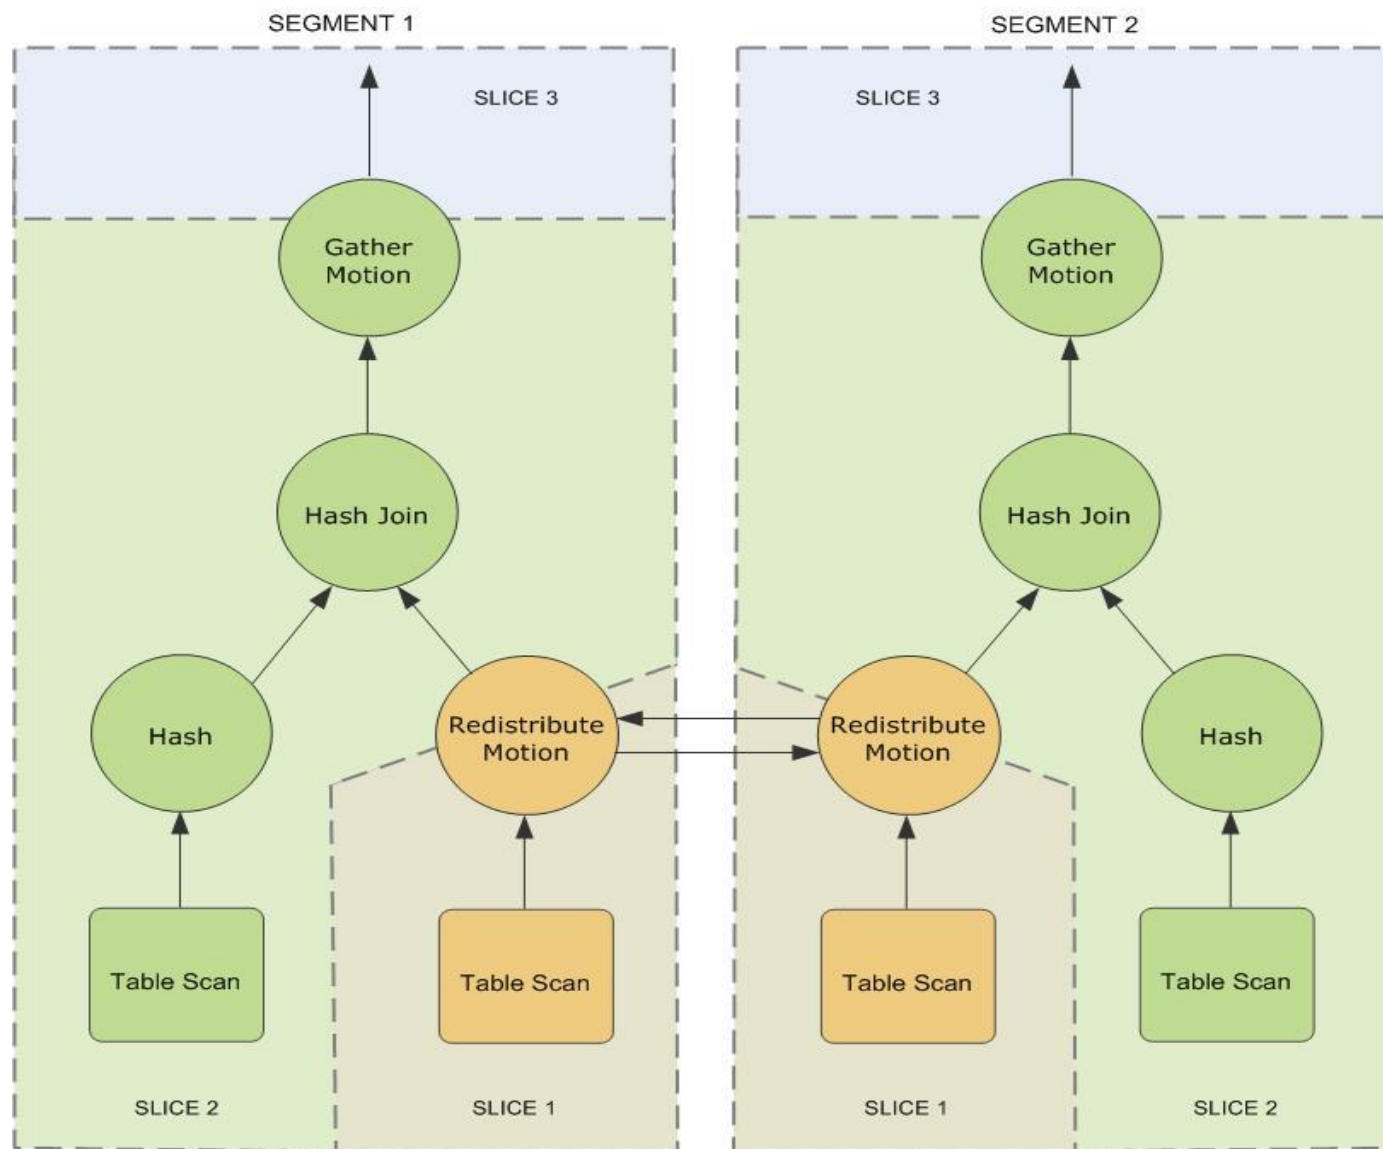 SEGMENT 1
SEGMENT 2
SLICE 3
SLICE 3
Gather
Motion
Gather
Motion
Hash Join
Hash Join
Hash
Redistribute
Motion
Redistribute
Motion
Hash
Table Scan
Table Scan
Table Scan
Table Scan
SLICE 2
SLICE 1
SLICE 1
SLICE 2